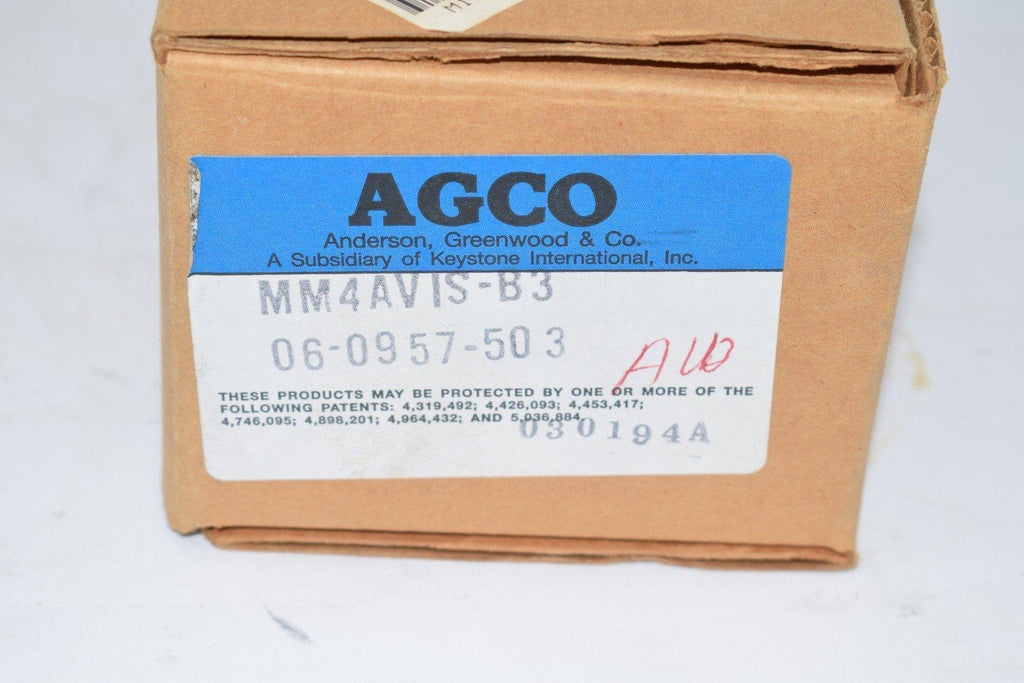 AGCO
Anderson, Greenwood & Co.
A Subsidiary of Keystone International, Inc.
MM4AVIS-B3
06-0957-503
THESE PRODUCTS MAY BE PROTECTED BY ONE OR MORE OF THE
FOLLOWING PATENTS: 4,319,492; 4,426,093; 4,453,417;
4,746,095; 4,898,201; 4,964,432; AND 5,036,884.
030194A